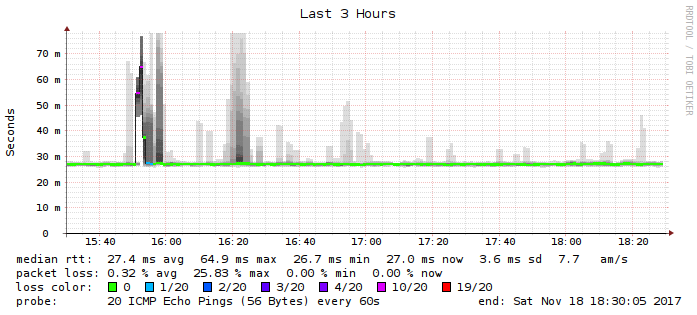 Last 3 Hours
RRDTOOL / TOBI OETIKER
Seconds
70 m
60 m
50 m
40 m
30 m
20 m
10 m
0
15:40 16:00 16:20 16:40 17:00 17:20 17:40 18:00 18:20
median rtt: 27.4 ms avg 64.9 ms max 26.7 ms min 27.0 ms now 3.6 ms sd 7.7 am/s
packet loss: 0.32 % avg 25.83 % max 0.00 % min 0.00 % now
loss color: 0 1/20 2/20 3/20 4/20 10/20 19/20
probe: 20 ICMP Echo Pings (56 Bytes) every 60s end: Sat Nov 18 18:30:05 2017